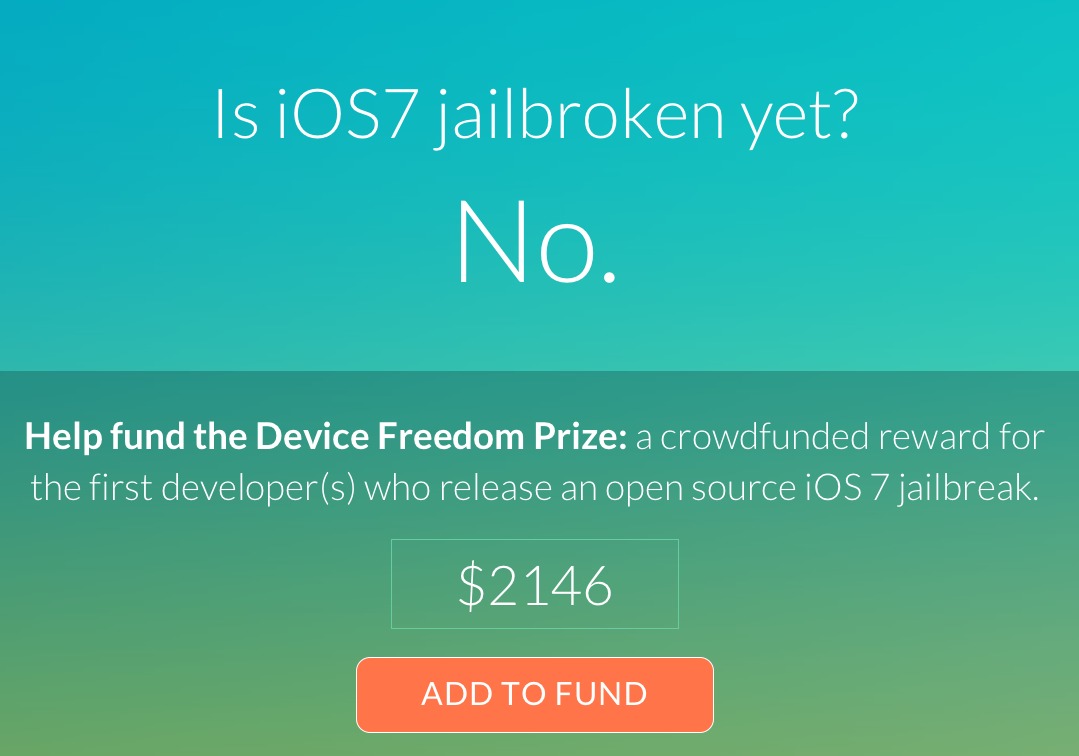 Is iOS7 jailbroken yet?
No.
Help fund the Device Freedom Prize: a crowdfunded reward for
the first developer(s) who release an open source iOS 7 jailbreak.
$2146
ADD TO FUND